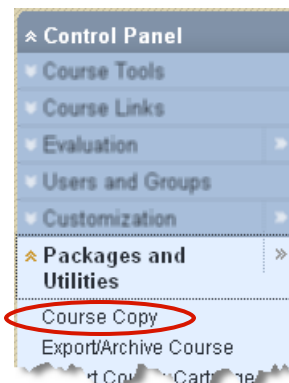 Control Panel
Course Tools
Course Links
Evaluation
Users and Groups
Customization
Packages and
Utilities
Course Copy
Export/Archive Course